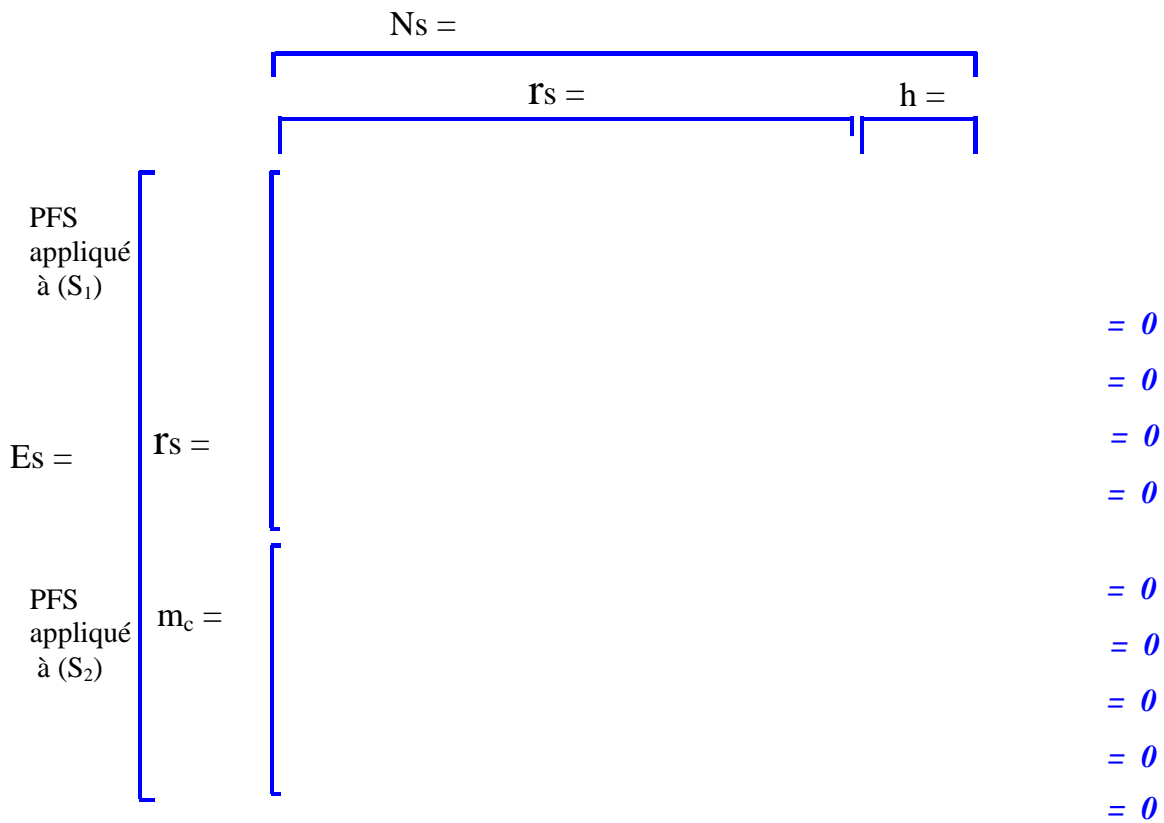 Ns =
rs =
h =
PFS
appliqué
à (S₁)
= 0
= 0
= 0
Es =
rs =
= 0
PFS
appliqué
à (S₂)
m_c =
= 0
= 0
= 0
= 0
= 0